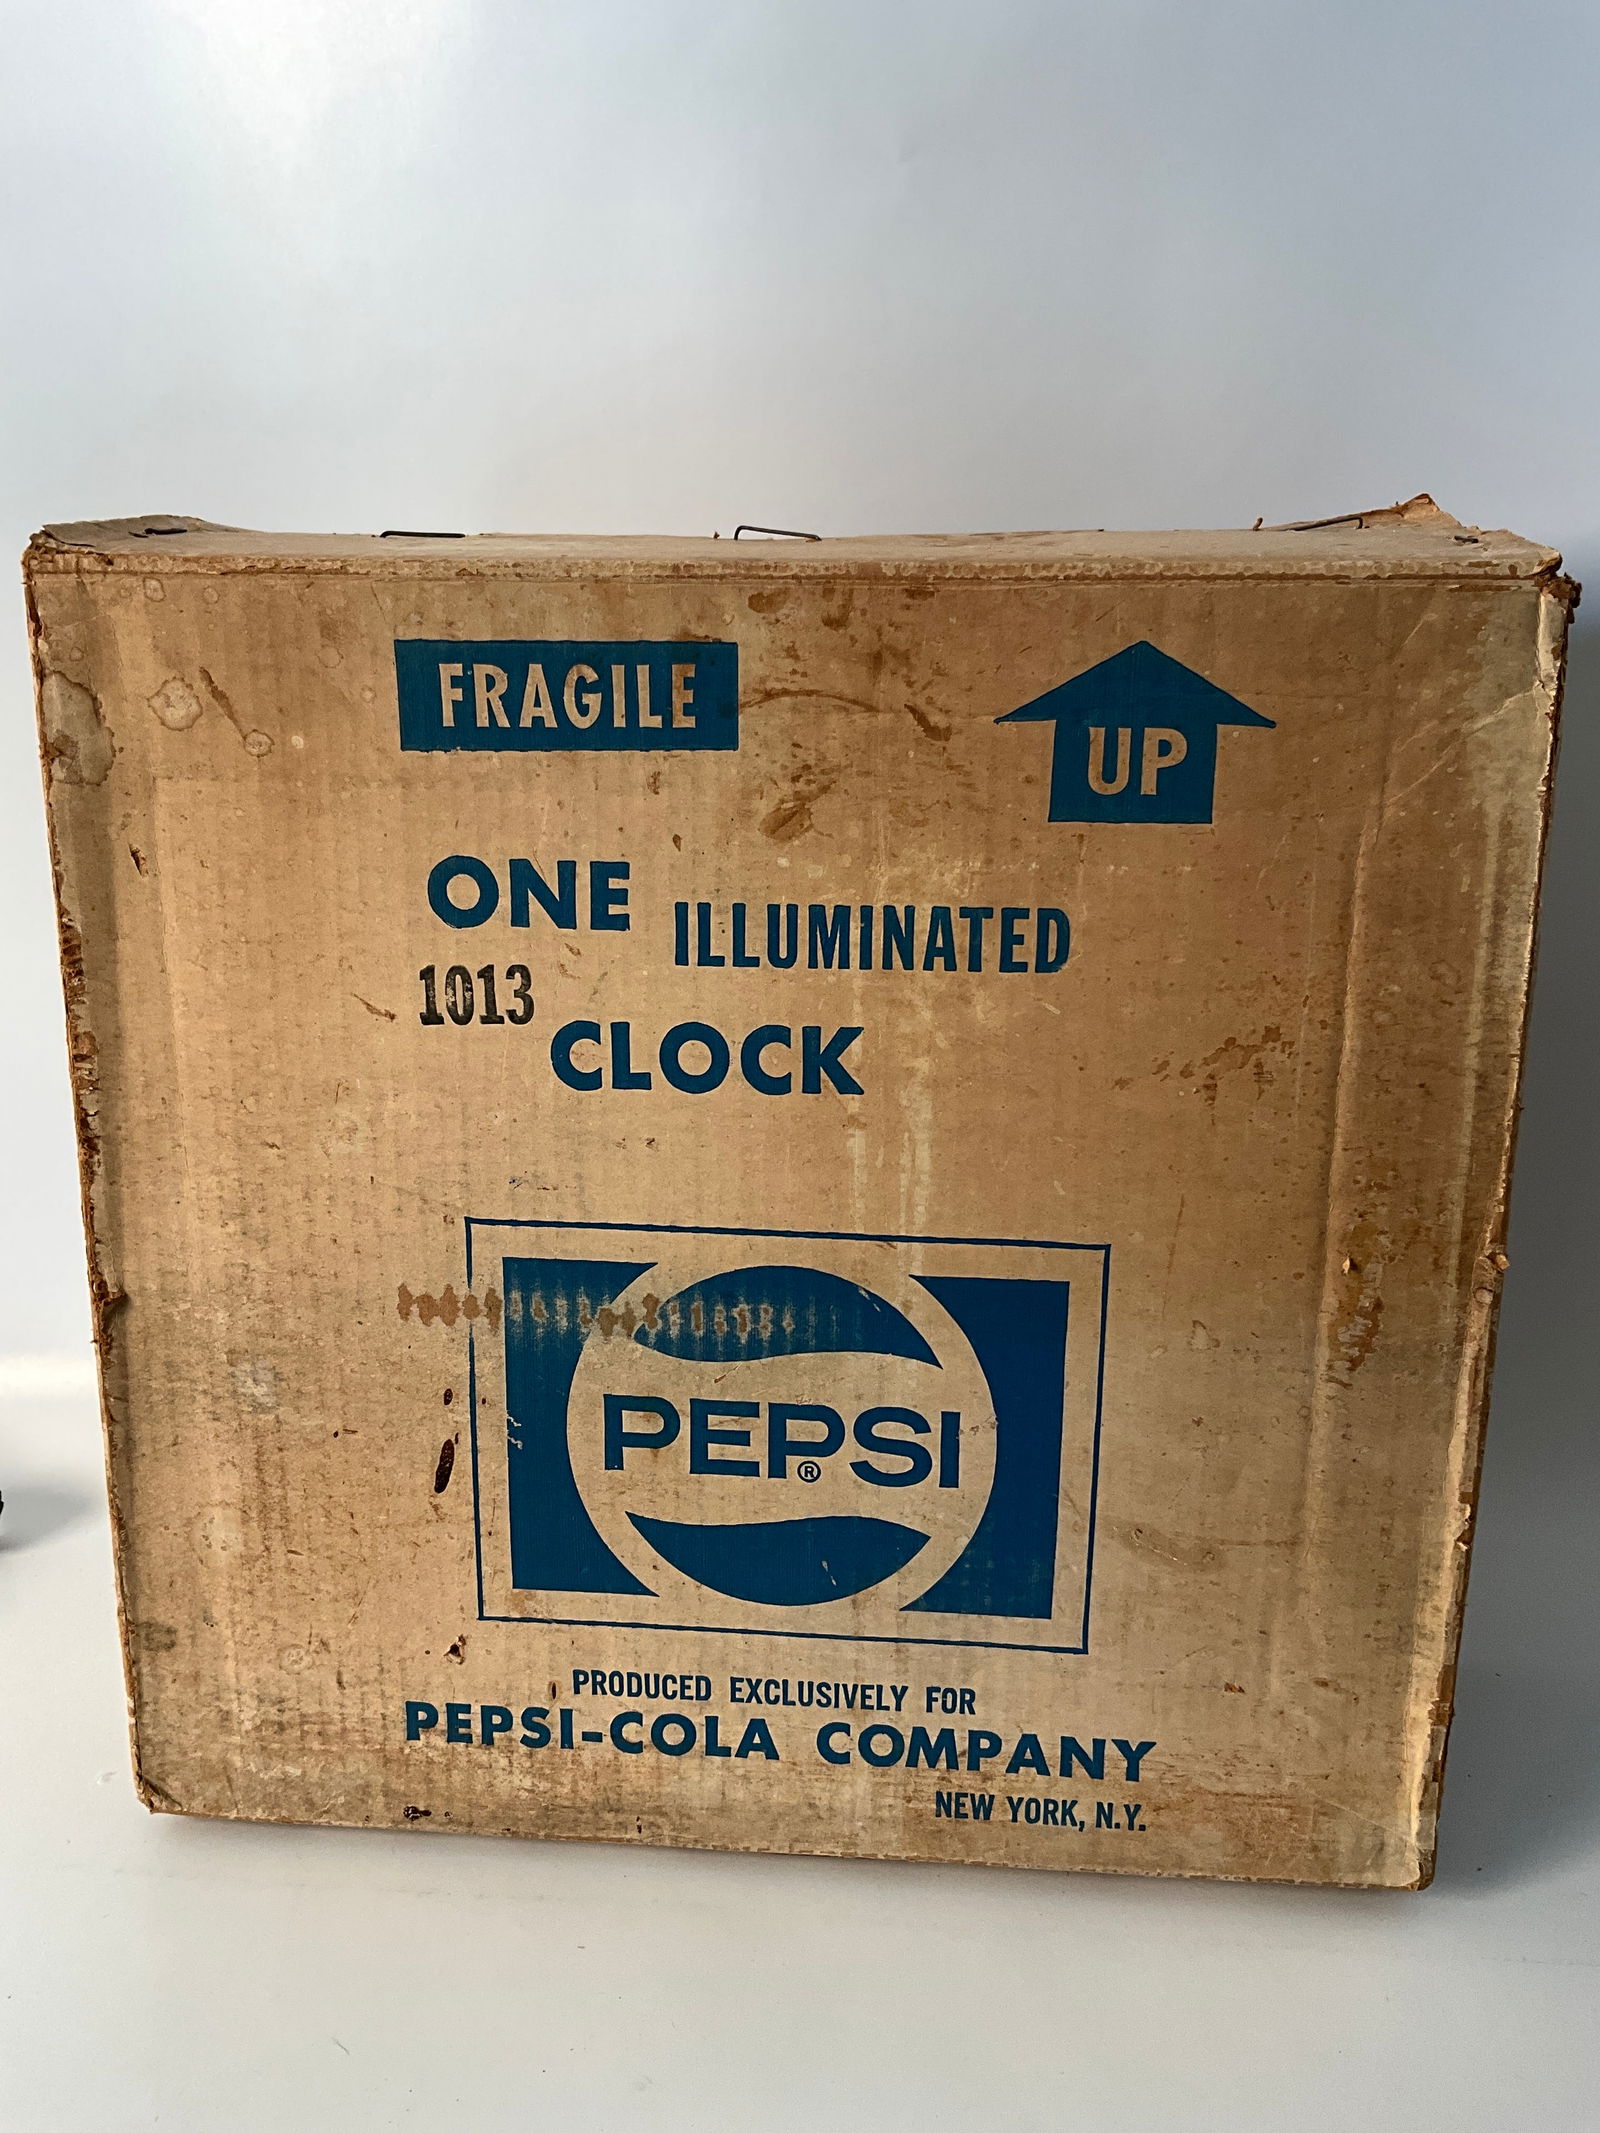 FRAGILE
UP
ONE ILLUMINATED
1013
CLOCK
PEPSI
®
PRODUCED EXCLUSIVELY FOR
PEPSI-COLA COMPANY
NEW YORK, N.Y.